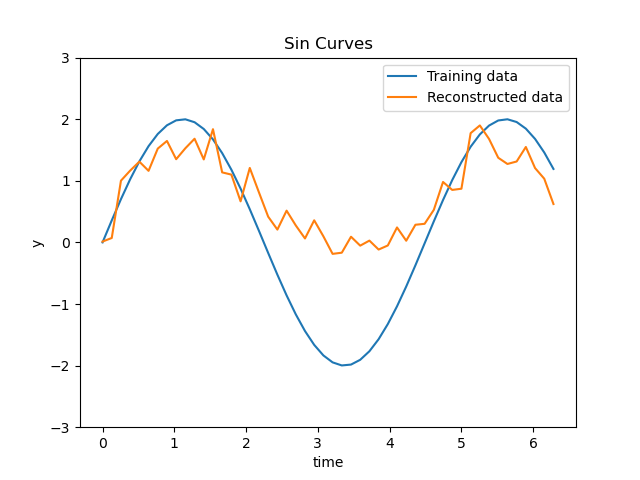 Sin Curves
Training data
Reconstructed data
3
2
1
0
−1
−2
−3
y
0 1 2 3 4 5 6
time